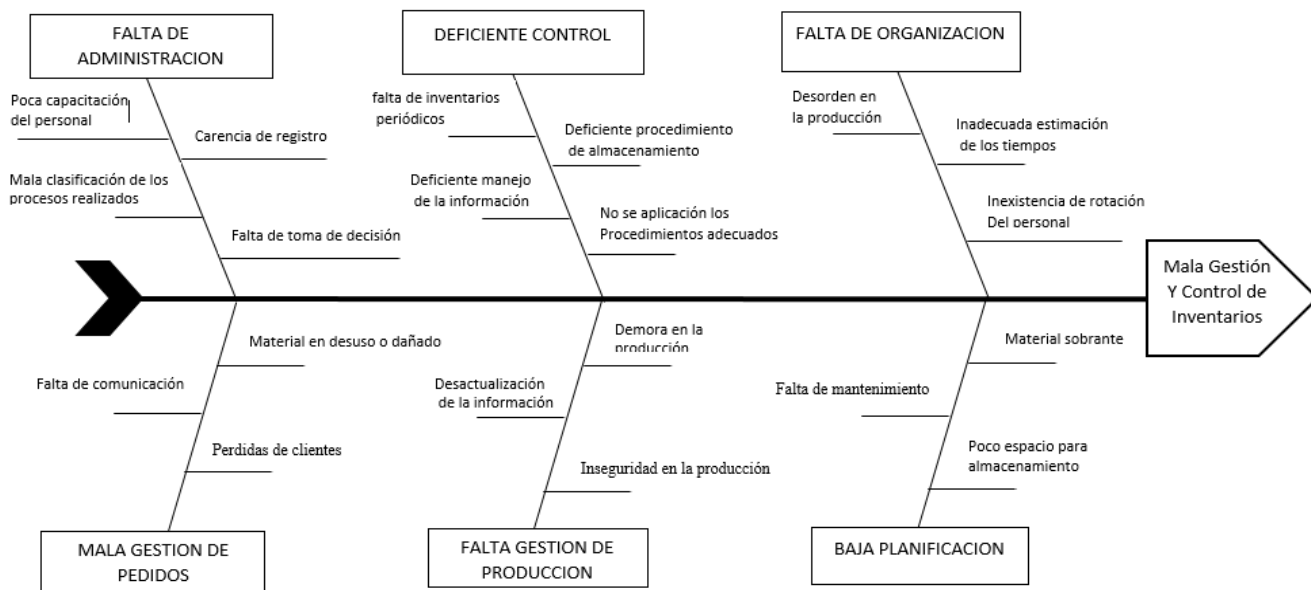 FALTA DE
ADMINISTRACION
DEFICIENTE CONTROL
FALTA DE ORGANIZACION
Poca capacitación
del personal
Carencia de registro
Mala clasificación de los
procesos realizados
Falta de toma de decisión
falta de inventarios
periódicos
Deficiente procedimiento
de almacenamiento
Deficiente manejo
de la información
No se aplicación los
Procedimientos adecuados
Desorden en
la producción
Inadecuada estimación
de los tiempos
Inexistencia de rotación
Del personal
Mala Gestión
Y Control de
Inventarios
Material en desuso o dañado
Falta de comunicación
Perdidas de clientes
Demora en la
producción
Desactualización
de la información
Inseguridad en la producción
Material sobrante
Falta de mantenimiento
Poco espacio para
almacenamiento
MALA GESTION DE
PEDIDOS
FALTA GESTION DE
PRODUCCION
BAJA PLANIFICACION